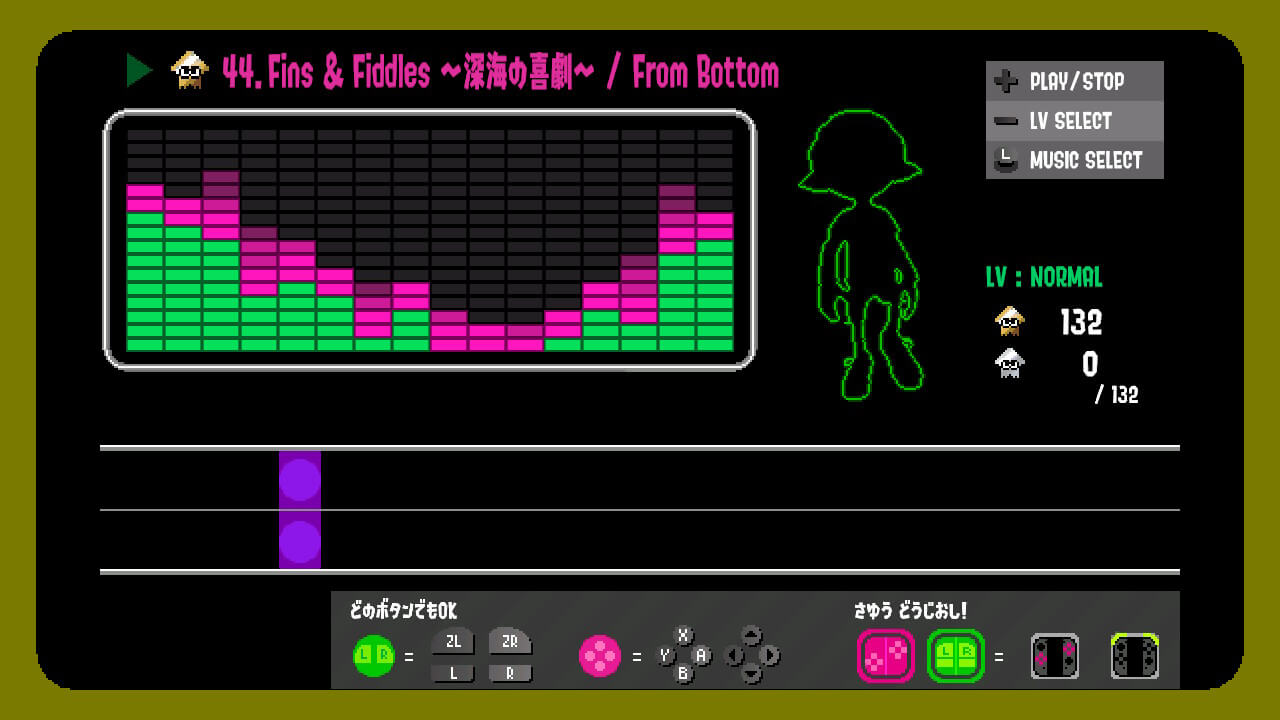 44. Fins & Fiddles ～深海の喜劇～ / From Bottom
PLAY/STOP
LV SELECT
L MUSIC SELECT
LV : NORMAL
132
0
/ 132
どのボタンでもOK
さゆう どうじおし!
L R = ZL ZR L R
= X Y A B
L R =